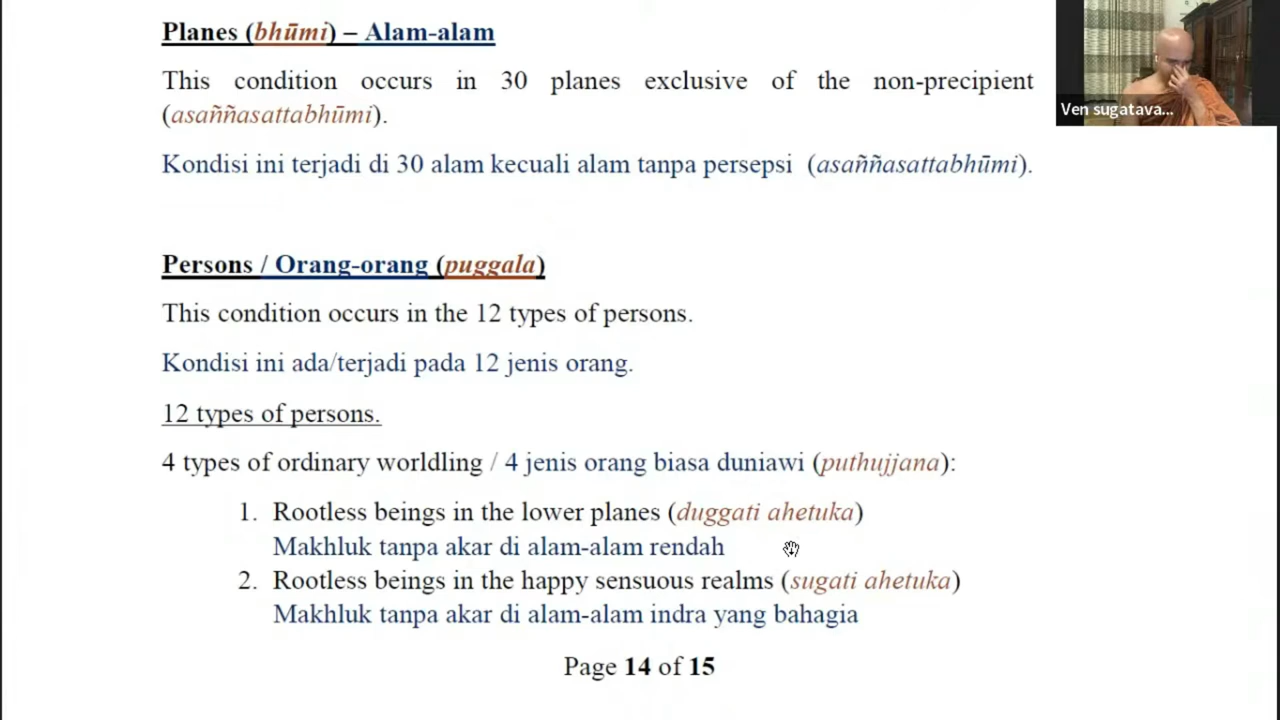 Planes (bhūmi) – Alam-alam
This condition occurs in 30 planes exclusive of the non-precipient
(asaññasattabhūmi).
Kondisi ini terjadi di 30 alam kecuali alam tanpa persepsi (asaññasattabhūmi).
Ven sugatava...
Persons / Orang-orang (puggala)
This condition occurs in the 12 types of persons.
Kondisi ini ada/terjadi pada 12 jenis orang.
12 types of persons.
4 types of ordinary worldling / 4 jenis orang biasa duniawi (puthujjana):
1. Rootless beings in the lower planes (duggati ahetuka)
Makhluk tanpa akar di alam-alam rendah
2. Rootless beings in the happy sensuous realms (sugati ahetuka)
Makhluk tanpa akar di alam-alam indra yang bahagia
Page 14 of 15